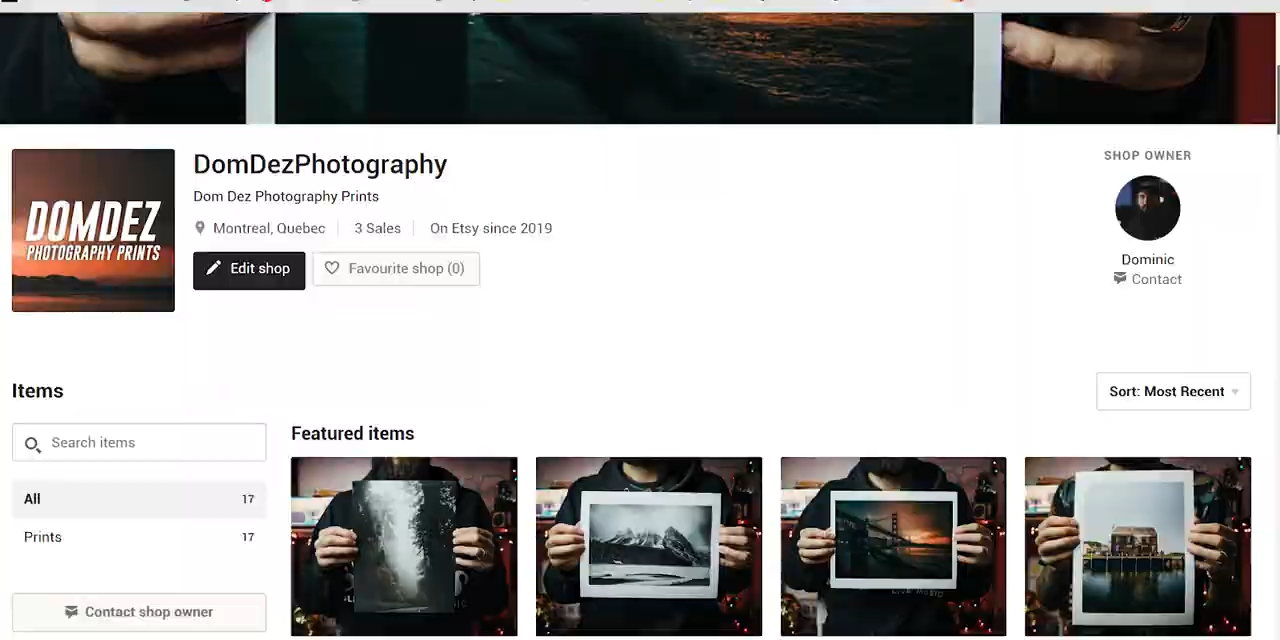 DOMDEZ
PHOTOGRAPHY PRINTS
DomDezPhotography
Dom Dez Photography Prints
Montreal, Quebec
3 Sales
On Etsy since 2019
Edit shop
Favourite shop (0)
SHOP OWNER
Dominic
Contact
Items
Sort: Most Recent
Search items
Featured items
All 17
Prints 17
Contact shop owner
LIVE MUSIC